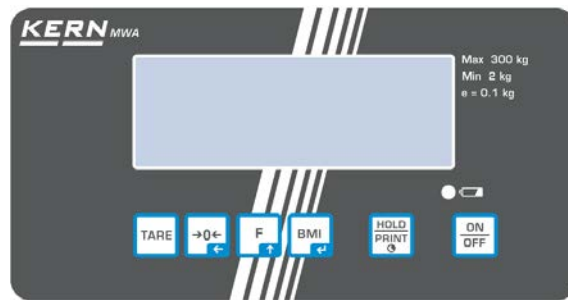 KERN MWA
Max 300 kg
Min 2 kg
e = 0.1 kg
TARE
→0←
F
BMI
HOLD
PRINT
ON
OFF